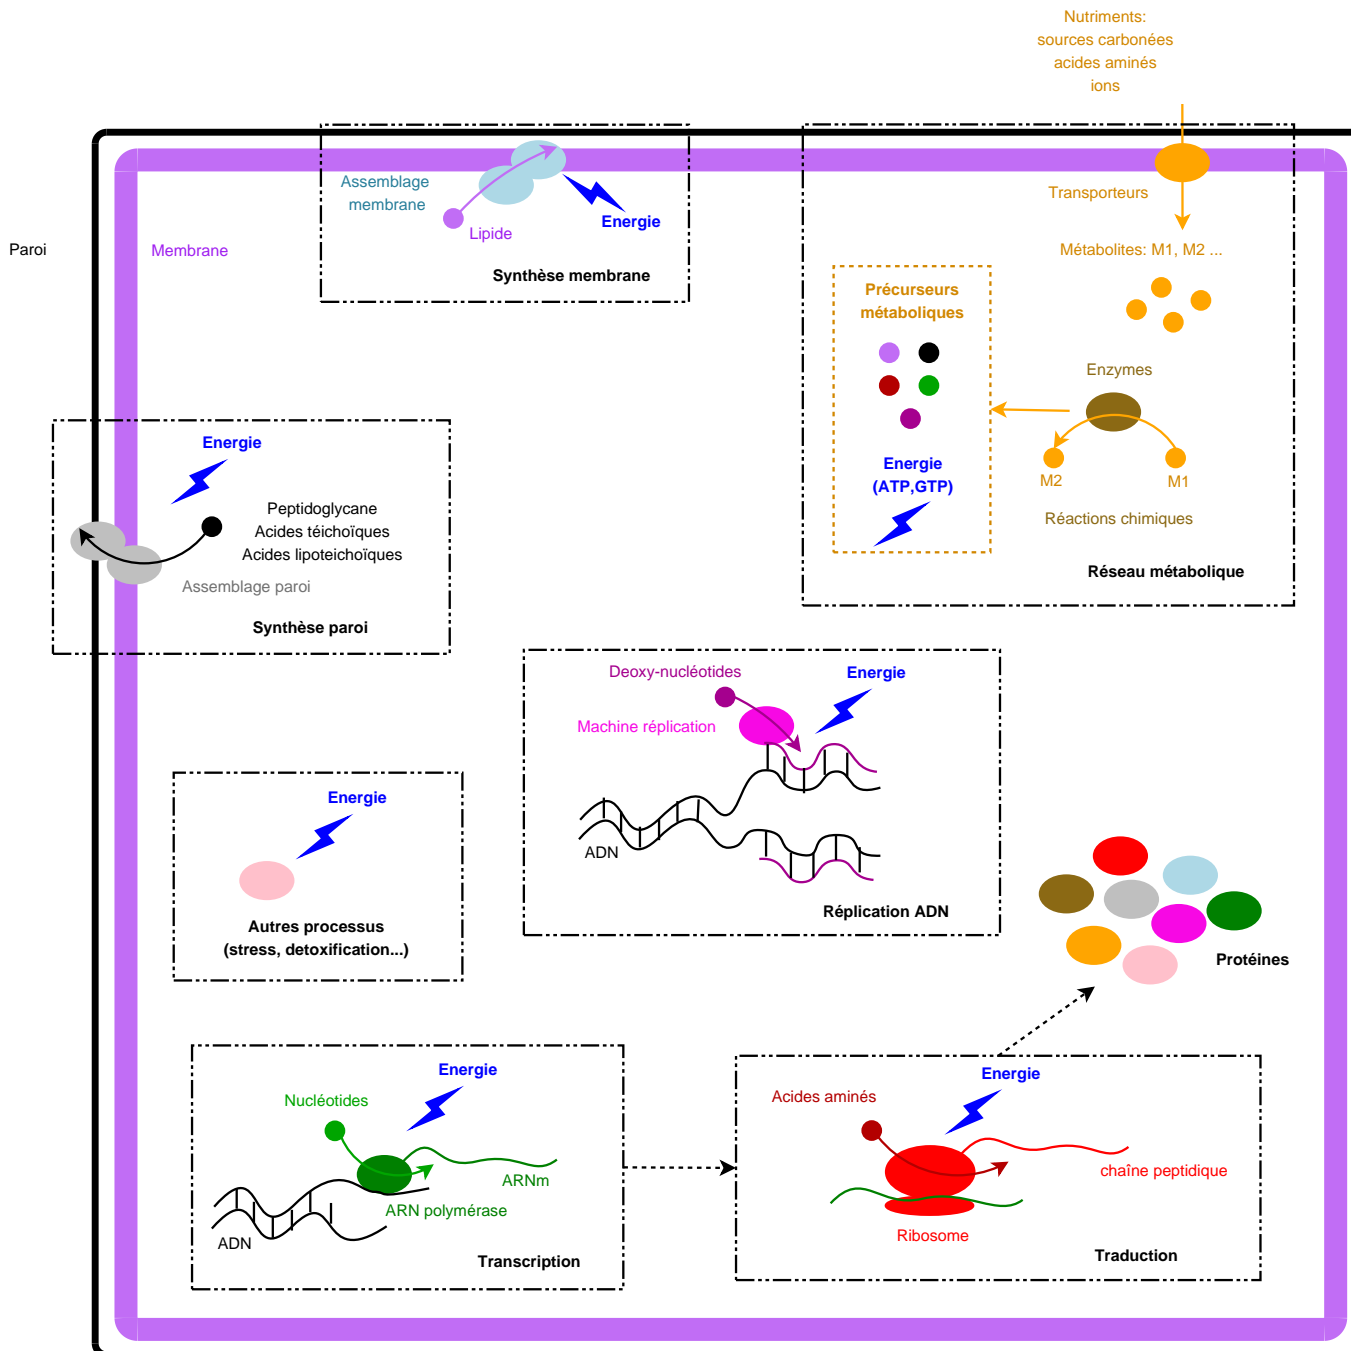 Nutriments:
sources carbonées
acides aminés
ions
Paroi
Membrane
Assemblage
membrane
Lipide
Energie
Synthèse membrane
Transporteurs
Métabolites: M1, M2 ...
Précurseurs
métaboliques
Enzymes
Energie
(ATP,GTP)
M2
M1
Réactions chimiques
Réseau métabolique
Energie
Peptidoglycane
Acides téichoïques
Acides lipoteichoïques
Assemblage paroi
Synthèse paroi
Deoxy-nucléotides
Energie
Machine réplication
ADN
Réplication ADN
Energie
Autres processus
(stress, detoxification...)
Protéines
Energie
Nucléotides
ARNm
ARN polymérase
ADN
Transcription
Energie
Acides aminés
chaîne peptidique
Ribosome
Traduction